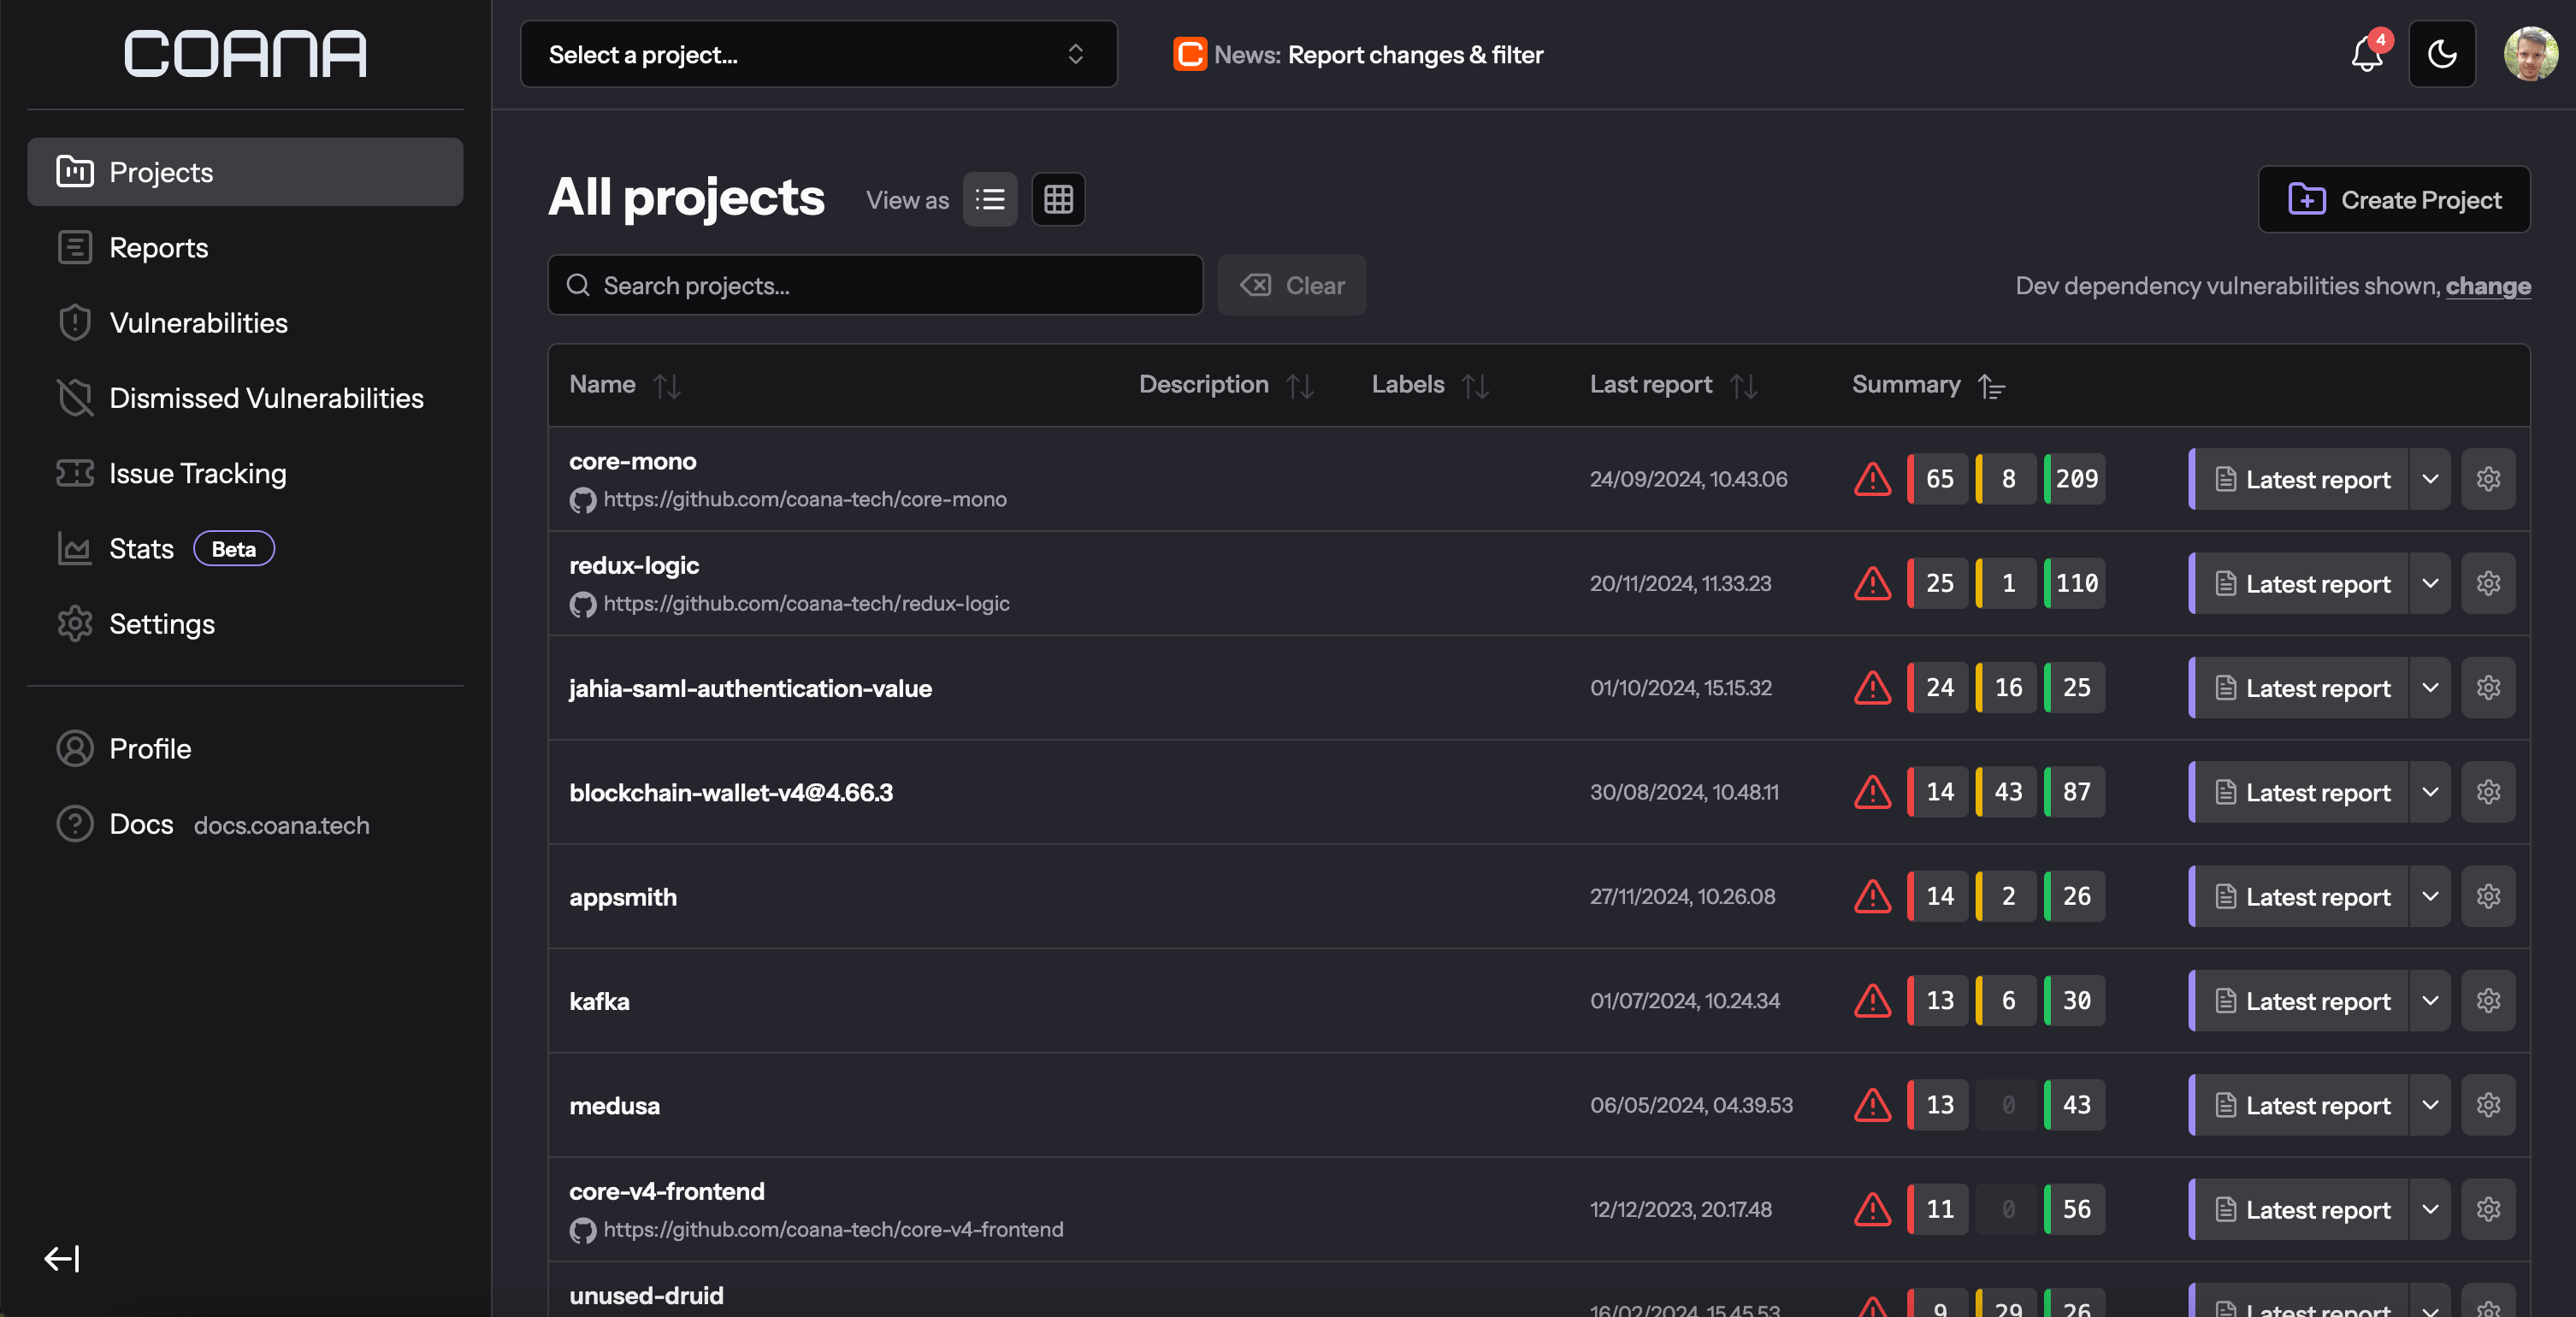 COANA
Select a project...
News: Report changes & filter
4
Projects
Reports
Vulnerabilities
Dismissed Vulnerabilities
Issue Tracking
Stats Beta
Settings
Profile
Docs docs.coana.tech
All projects View as
Create Project
Search projects... Clear
Dev dependency vulnerabilities shown, change
Name Description Labels Last report Summary
core-mono
https://github.com/coana-tech/core-mono
24/09/2024, 10.43.06 65 8 209 Latest report
redux-logic
https://github.com/coana-tech/redux-logic
20/11/2024, 11.33.23 25 1 110 Latest report
jahia-saml-authentication-value 01/10/2024, 15.15.32 24 16 25 Latest report
blockchain-wallet-v4@4.66.3 30/08/2024, 10.48.11 14 43 87 Latest report
appsmith 27/11/2024, 10.26.08 14 2 26 Latest report
kafka 01/07/2024, 10.24.34 13 6 30 Latest report
medusa 06/05/2024, 04.39.53 13 0 43 Latest report
core-v4-frontend
https://github.com/coana-tech/core-v4-frontend
12/12/2023, 20.17.48 11 0 56 Latest report
unused-druid
16/02/2024, 15.45.53 9 29 26 Latest report